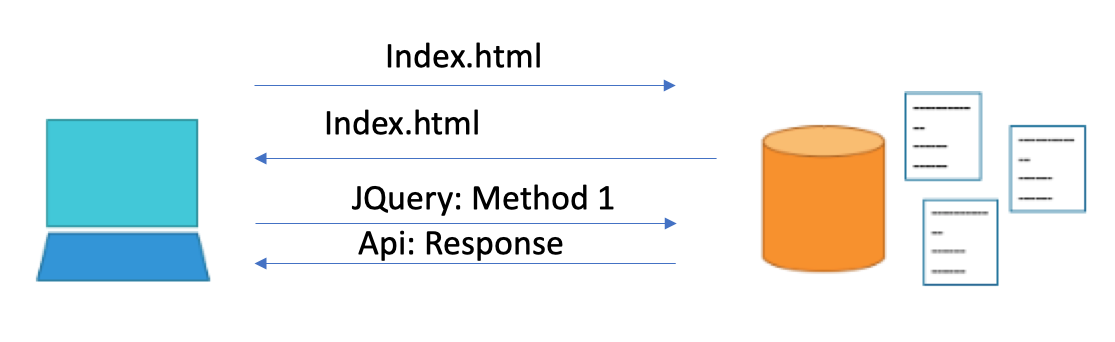 Index.html
Index.html
JQuery: Method 1
Api: Response